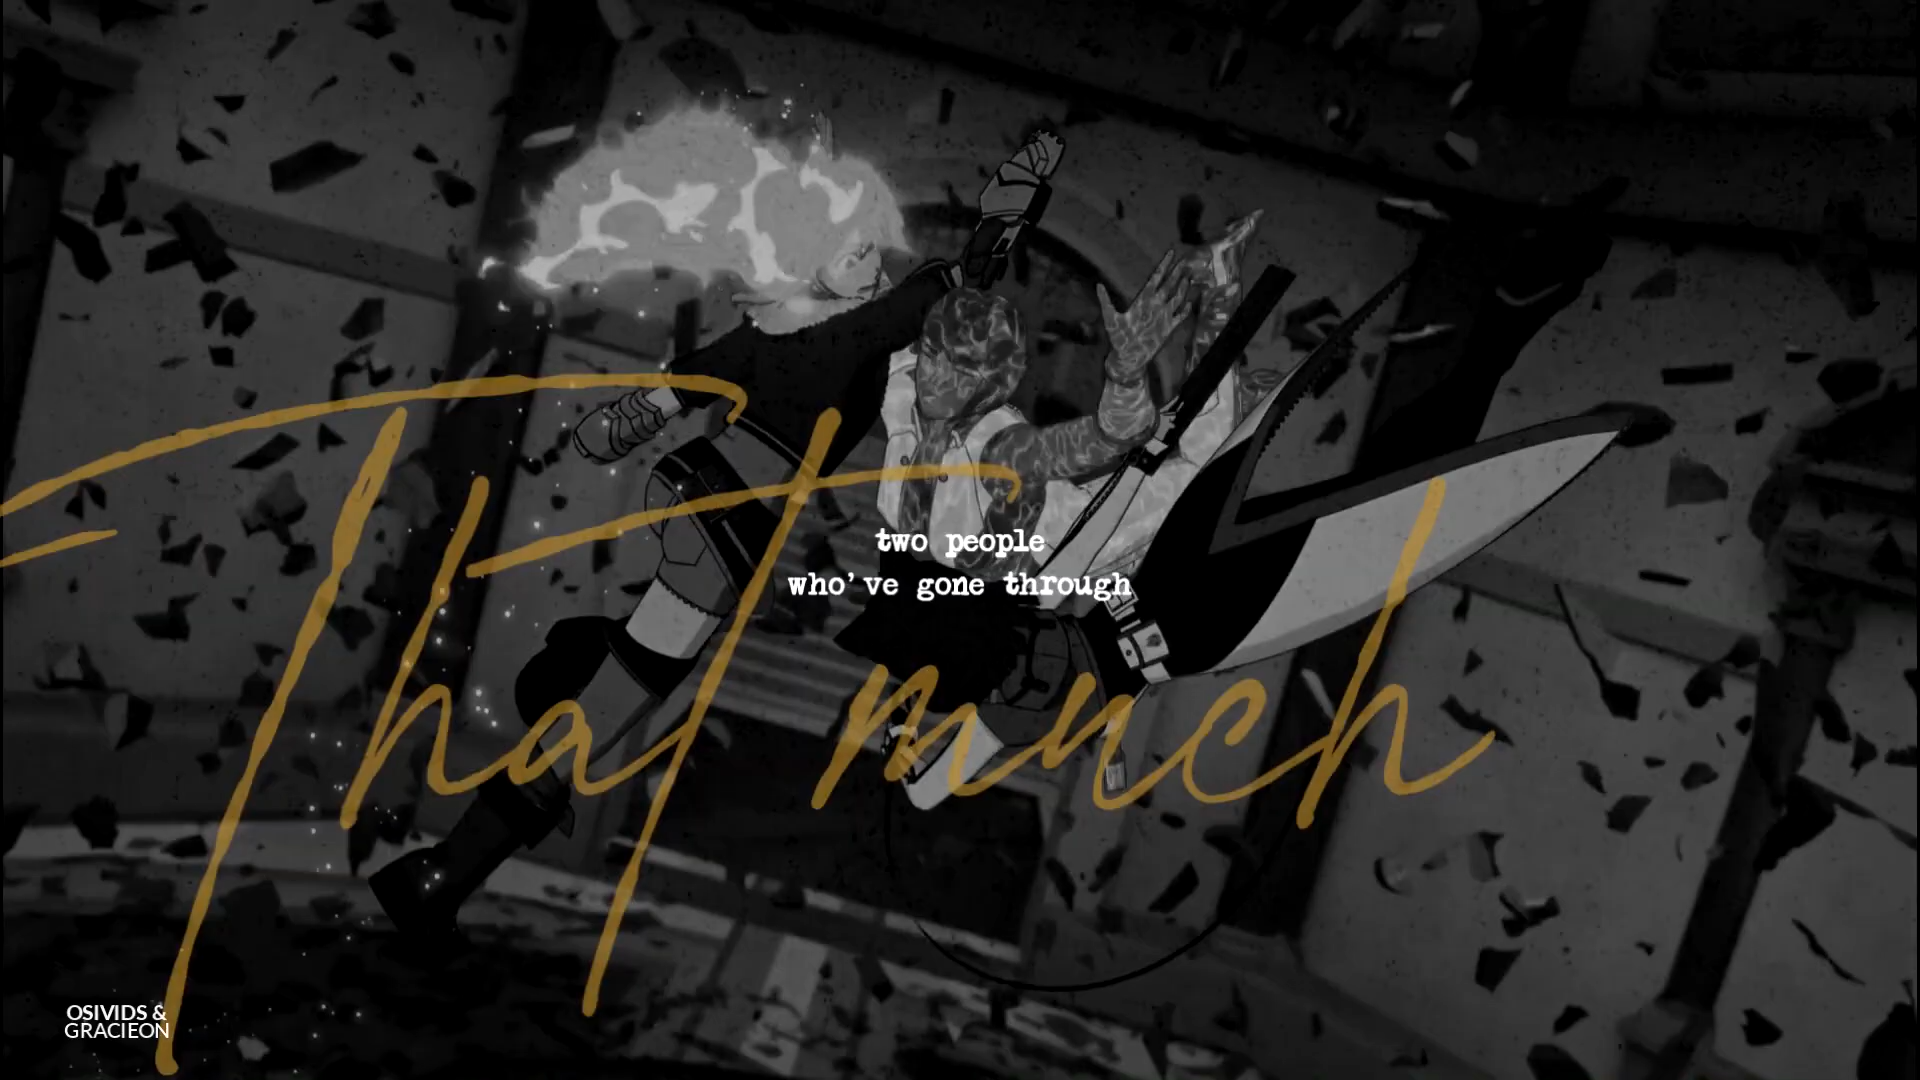 two people
who've gone through
That much
OSIVIDS &
GRACIEON